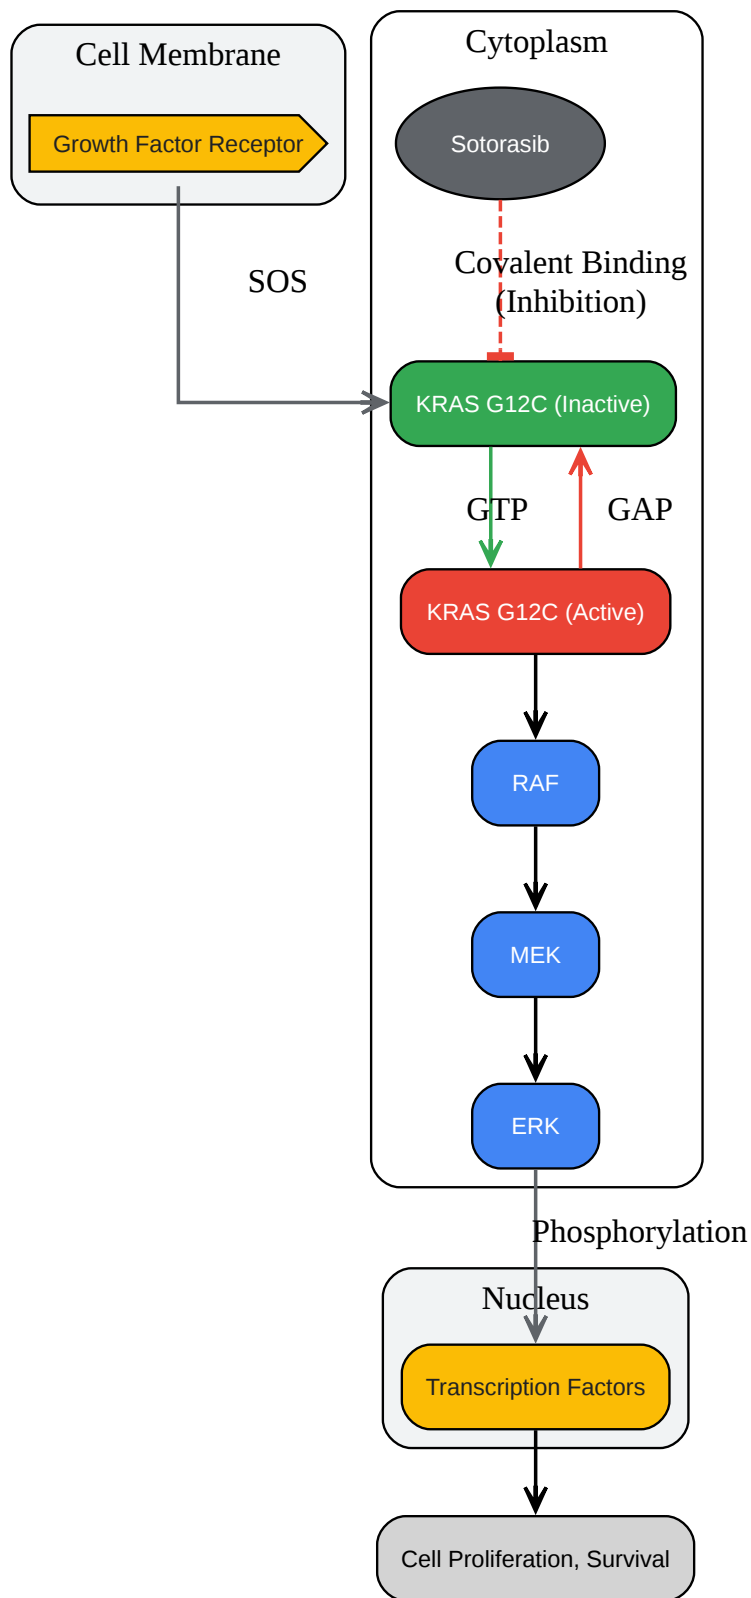 Cell Membrane
Growth Factor Receptor
SOS
Cytoplasm
Sotorasib
Covalent Binding
(Inhibition)
KRAS G12C (Inactive)
GTP
GAP
KRAS G12C (Active)
RAF
MEK
ERK
Phosphorylation
Nucleus
Transcription Factors
Cell Proliferation, Survival